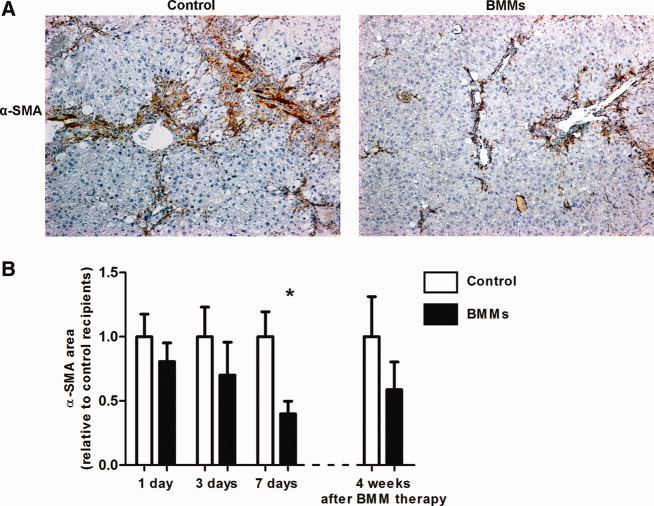 A
Control
BMMs
α-SMA
B
α-SMA area
(relative to control recipients)
1.5
1.0
0.5
0.0
*
Control
BMMs
1 day
3 days
7 days
4 weeks
after BMM therapy